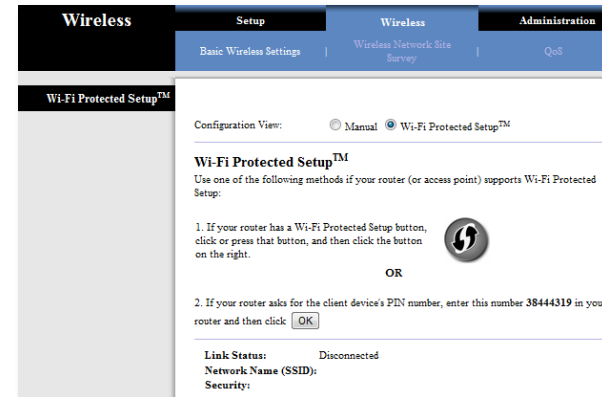 Wireless
Setup
Wireless
Administration
Basic Wireless Settings
|
Wireless Network Site
Survey
|
QoS
Wi-Fi Protected Setup™
Configuration View:
Manual
Wi-Fi Protected Setup™
Wi-Fi Protected Setup™
Use one of the following methods if your router (or access point) supports Wi-Fi Protected
Setup:
1. If your router has a Wi-Fi Protected Setup button,
click or press that button, and then click the button
on the right.
OR
2. If your router asks for the client device's PIN number, enter this number 38444319 in you
router and then click OK
Link Status: Disconnected
Network Name (SSID):
Security: